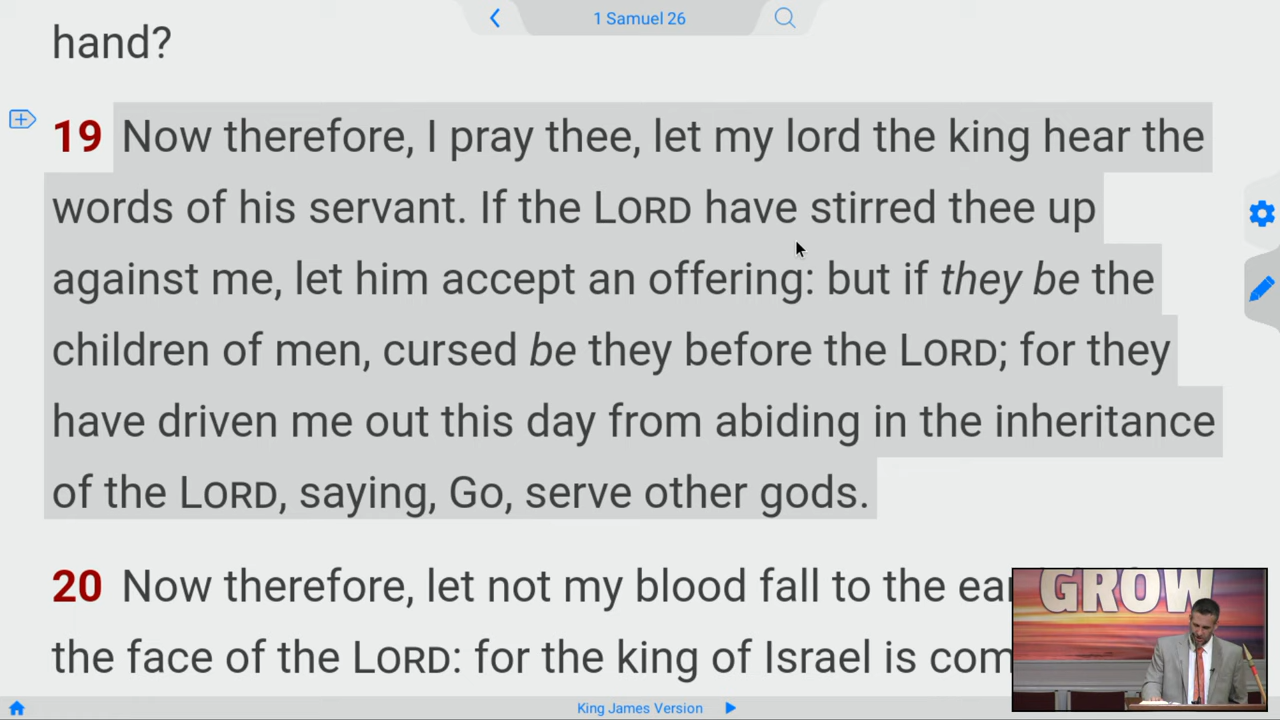 1 Samuel 26
hand?
19 Now therefore, I pray thee, let my lord the king hear the
words of his servant. If the LORD have stirred thee up
against me, let him accept an offering: but if they be the
children of men, cursed be they before the LORD; for they
have driven me out this day from abiding in the inheritance
of the LORD, saying, Go, serve other gods.
20 Now therefore, let not my blood fall to the
the face of the LORD: for the king of Israel is
GROW
King James Version